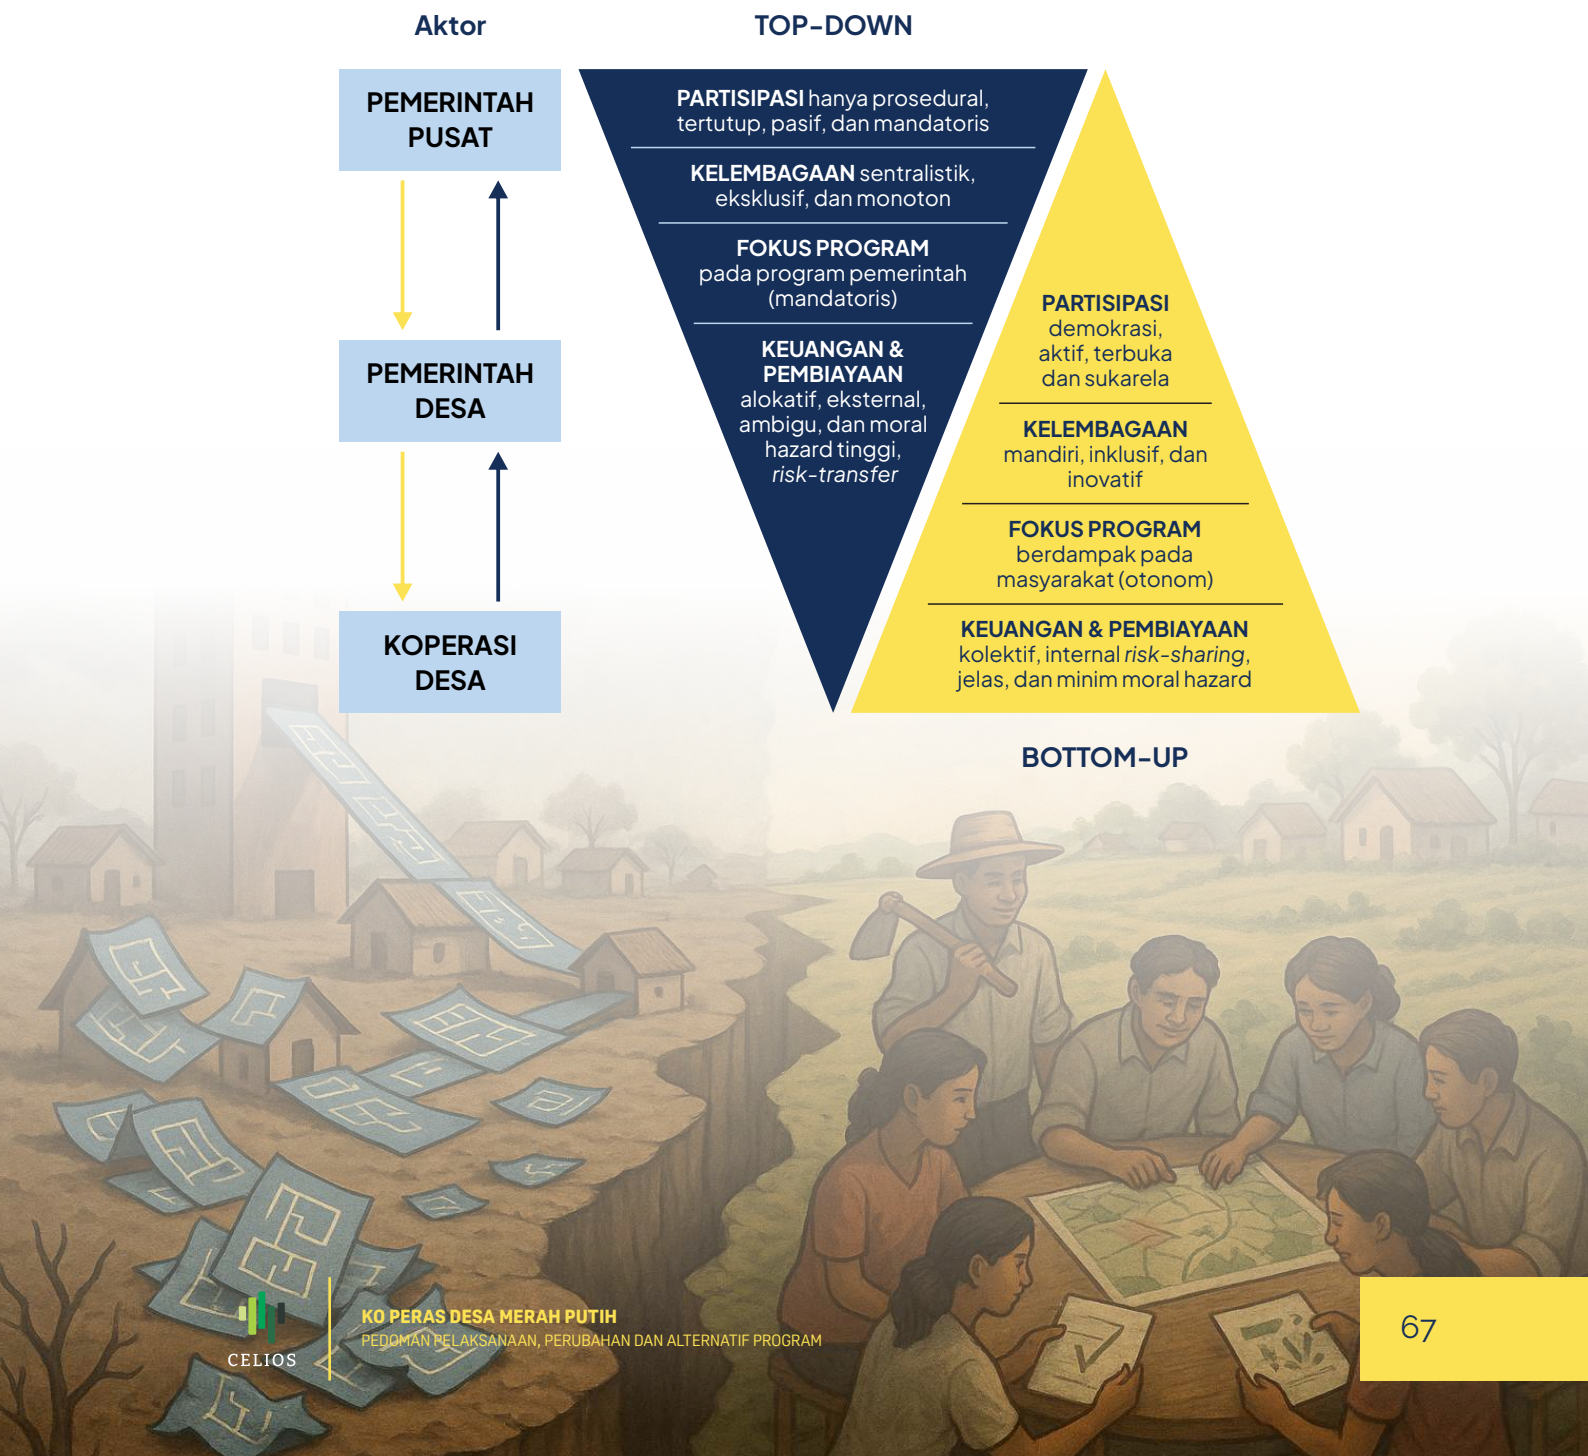 Aktor
PEMERINTAH
PUSAT
PEMERINTAH
DESA
KOPERASI
DESA
TOP-DOWN
PARTISIPASI hanya prosedural,
tertutup, pasif, dan mandatoris
KELEMBAGAAN sentralistik,
eksklusif, dan monoton
FOKUS PROGRAM
pada program pemerintah
(mandatoris)
KEUANGAN &
PEMBIAYAAN
alokatif, eksternal,
ambigu, dan moral
hazard tinggi,
risk-transfer
PARTISIPASI
demokrasi,
aktif, terbuka
dan sukarela
KELEMBAGAAN
mandiri, inklusif, dan
inovatif
FOKUS PROGRAM
berdampak pada
masyarakat (otonom)
KEUANGAN & PEMBIAYAAN
kolektif, internal risk-sharing,
jelas, dan minim moral hazard
BOTTOM-UP
CELIOS
KO PERAS DESA MERAH PUTIH
PEDOMAN PELAKSANAAN, PERUBAHAN DAN ALTERNATIF PROGRAM
67